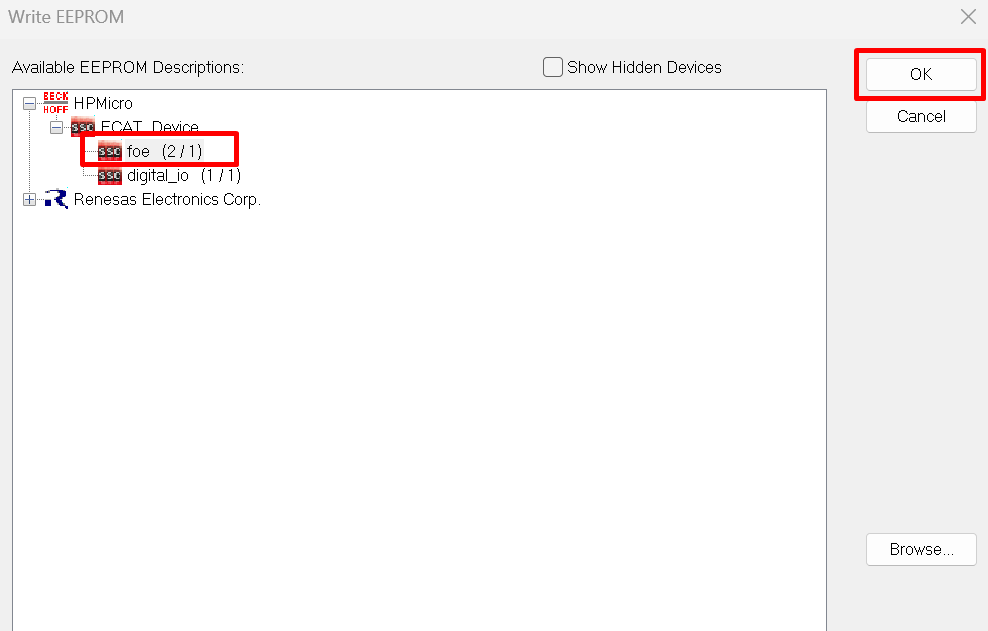 Write EEPROM
Available EEPROM Descriptions:
Show Hidden Devices
OK
BECK
HOFF
HPMicro
Cancel
ssc ECAT_Device
ssc foe (2 / 1)
ssc digital_io (1 / 1)
R Renesas Electronics Corp.
Browse...